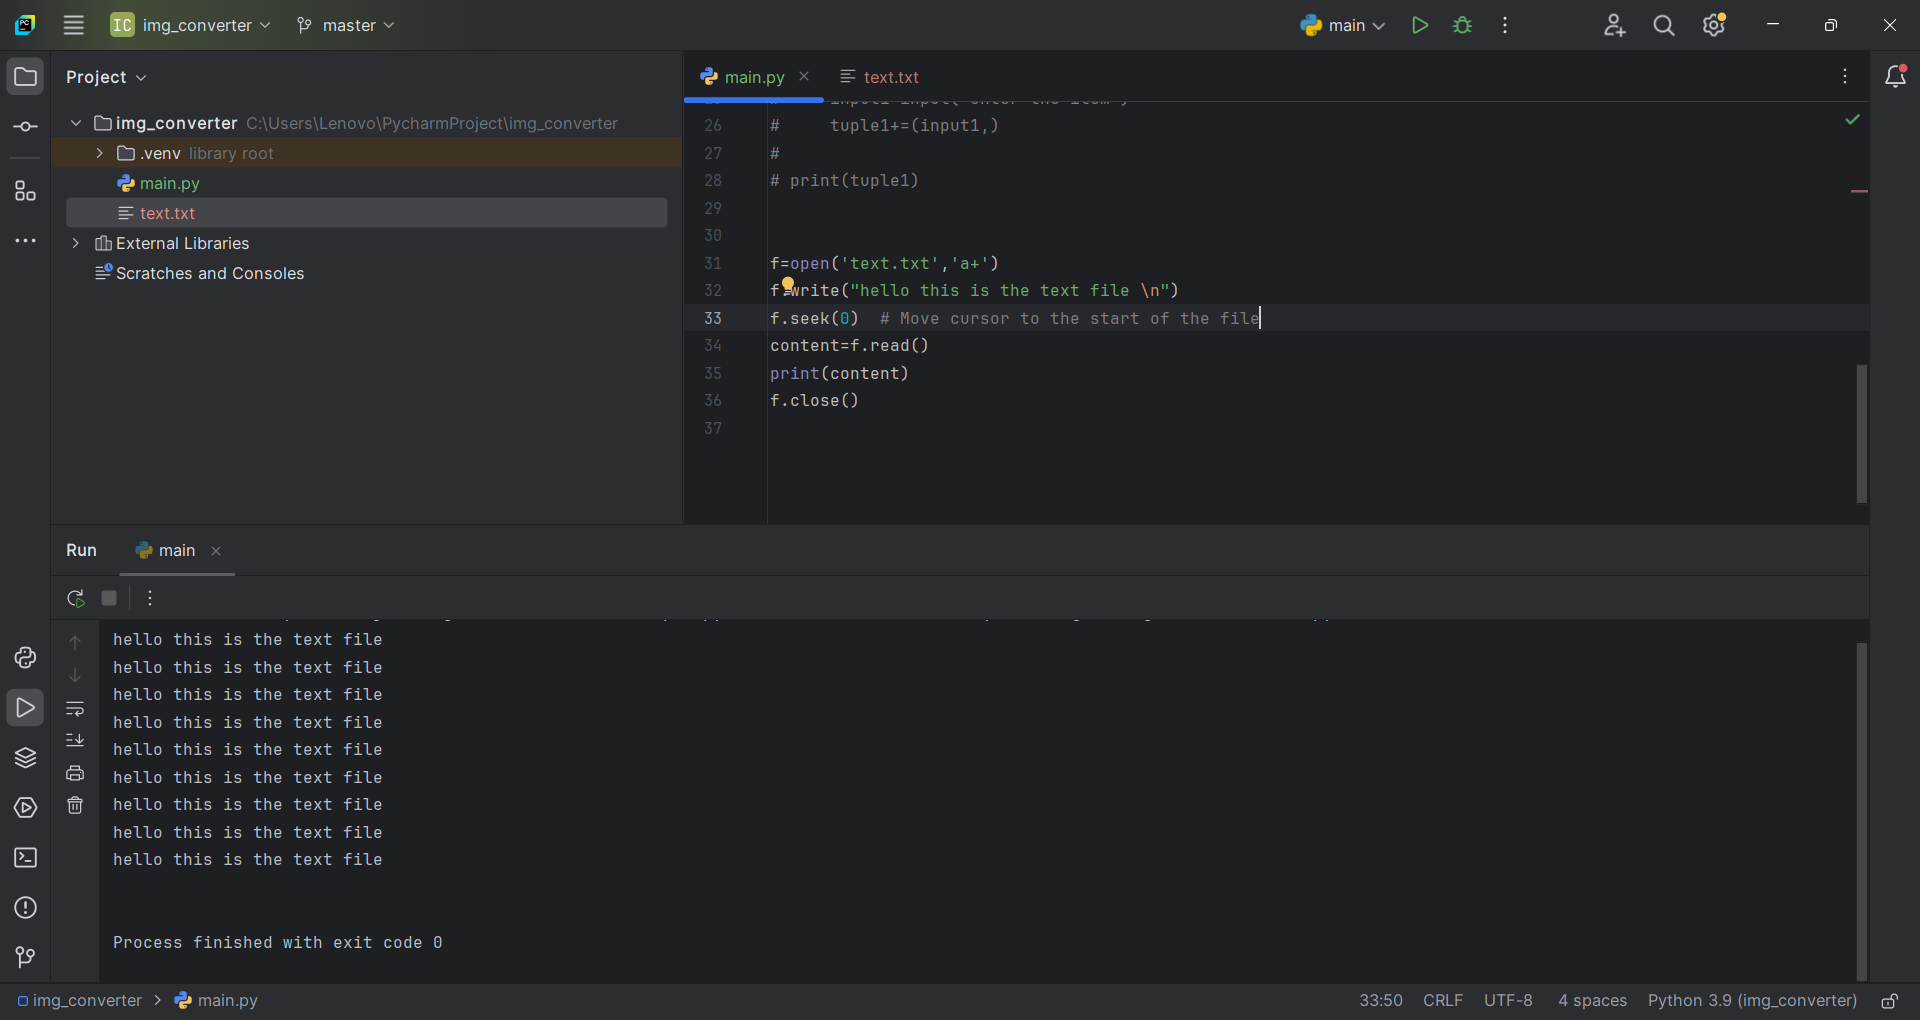 IC img_converter master main
Project
main.py text.txt
img_converter C:\Users\Lenovo\PycharmProject\img_converter
.venv library root
main.py
text.txt
External Libraries
Scratches and Consoles
26 #     tuple1+=(input1,)
27 #
28 # print(tuple1)
29
30
31 f=open('text.txt','a+')
32 f.write("hello this is the text file \n")
33 f.seek(0)  # Move cursor to the start of the file
34 content=f.read()
35 print(content)
36 f.close()
37
Run main
hello this is the text file
hello this is the text file
hello this is the text file
hello this is the text file
hello this is the text file
hello this is the text file
hello this is the text file
hello this is the text file
hello this is the text file
Process finished with exit code 0
img_converter > main.py 33:50 CRLF UTF-8 4 spaces Python 3.9 (img_converter)